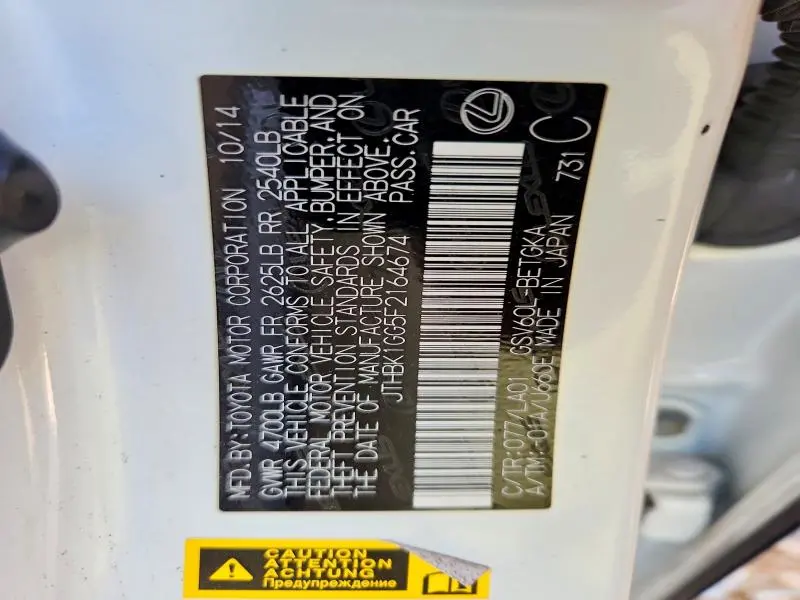 MFD.BY:TOYOTA MOTOR CORPORATION 10/14
GVWR 4700LB GAWR FR 2625LB RR 2540LB
THIS VEHICLE CONFORMS TO ALL APPLICABLE
FEDERAL MOTOR VEHICLE SAFETY, BUMPER, AND
THEFT PREVENTION STANDARDS IN EFFECT ON
THE DATE OF MANUFACTURE SHOWN ABOVE.
JTHBK1GG5F2164674 PASS.CAR
C/TR:077/LA01 GSV60L-BETGKA
A/TM:-01A/U660E MADE IN JAPAN
731 C
CAUTION
ATTENTION
ACHTUNG
Предупреждение